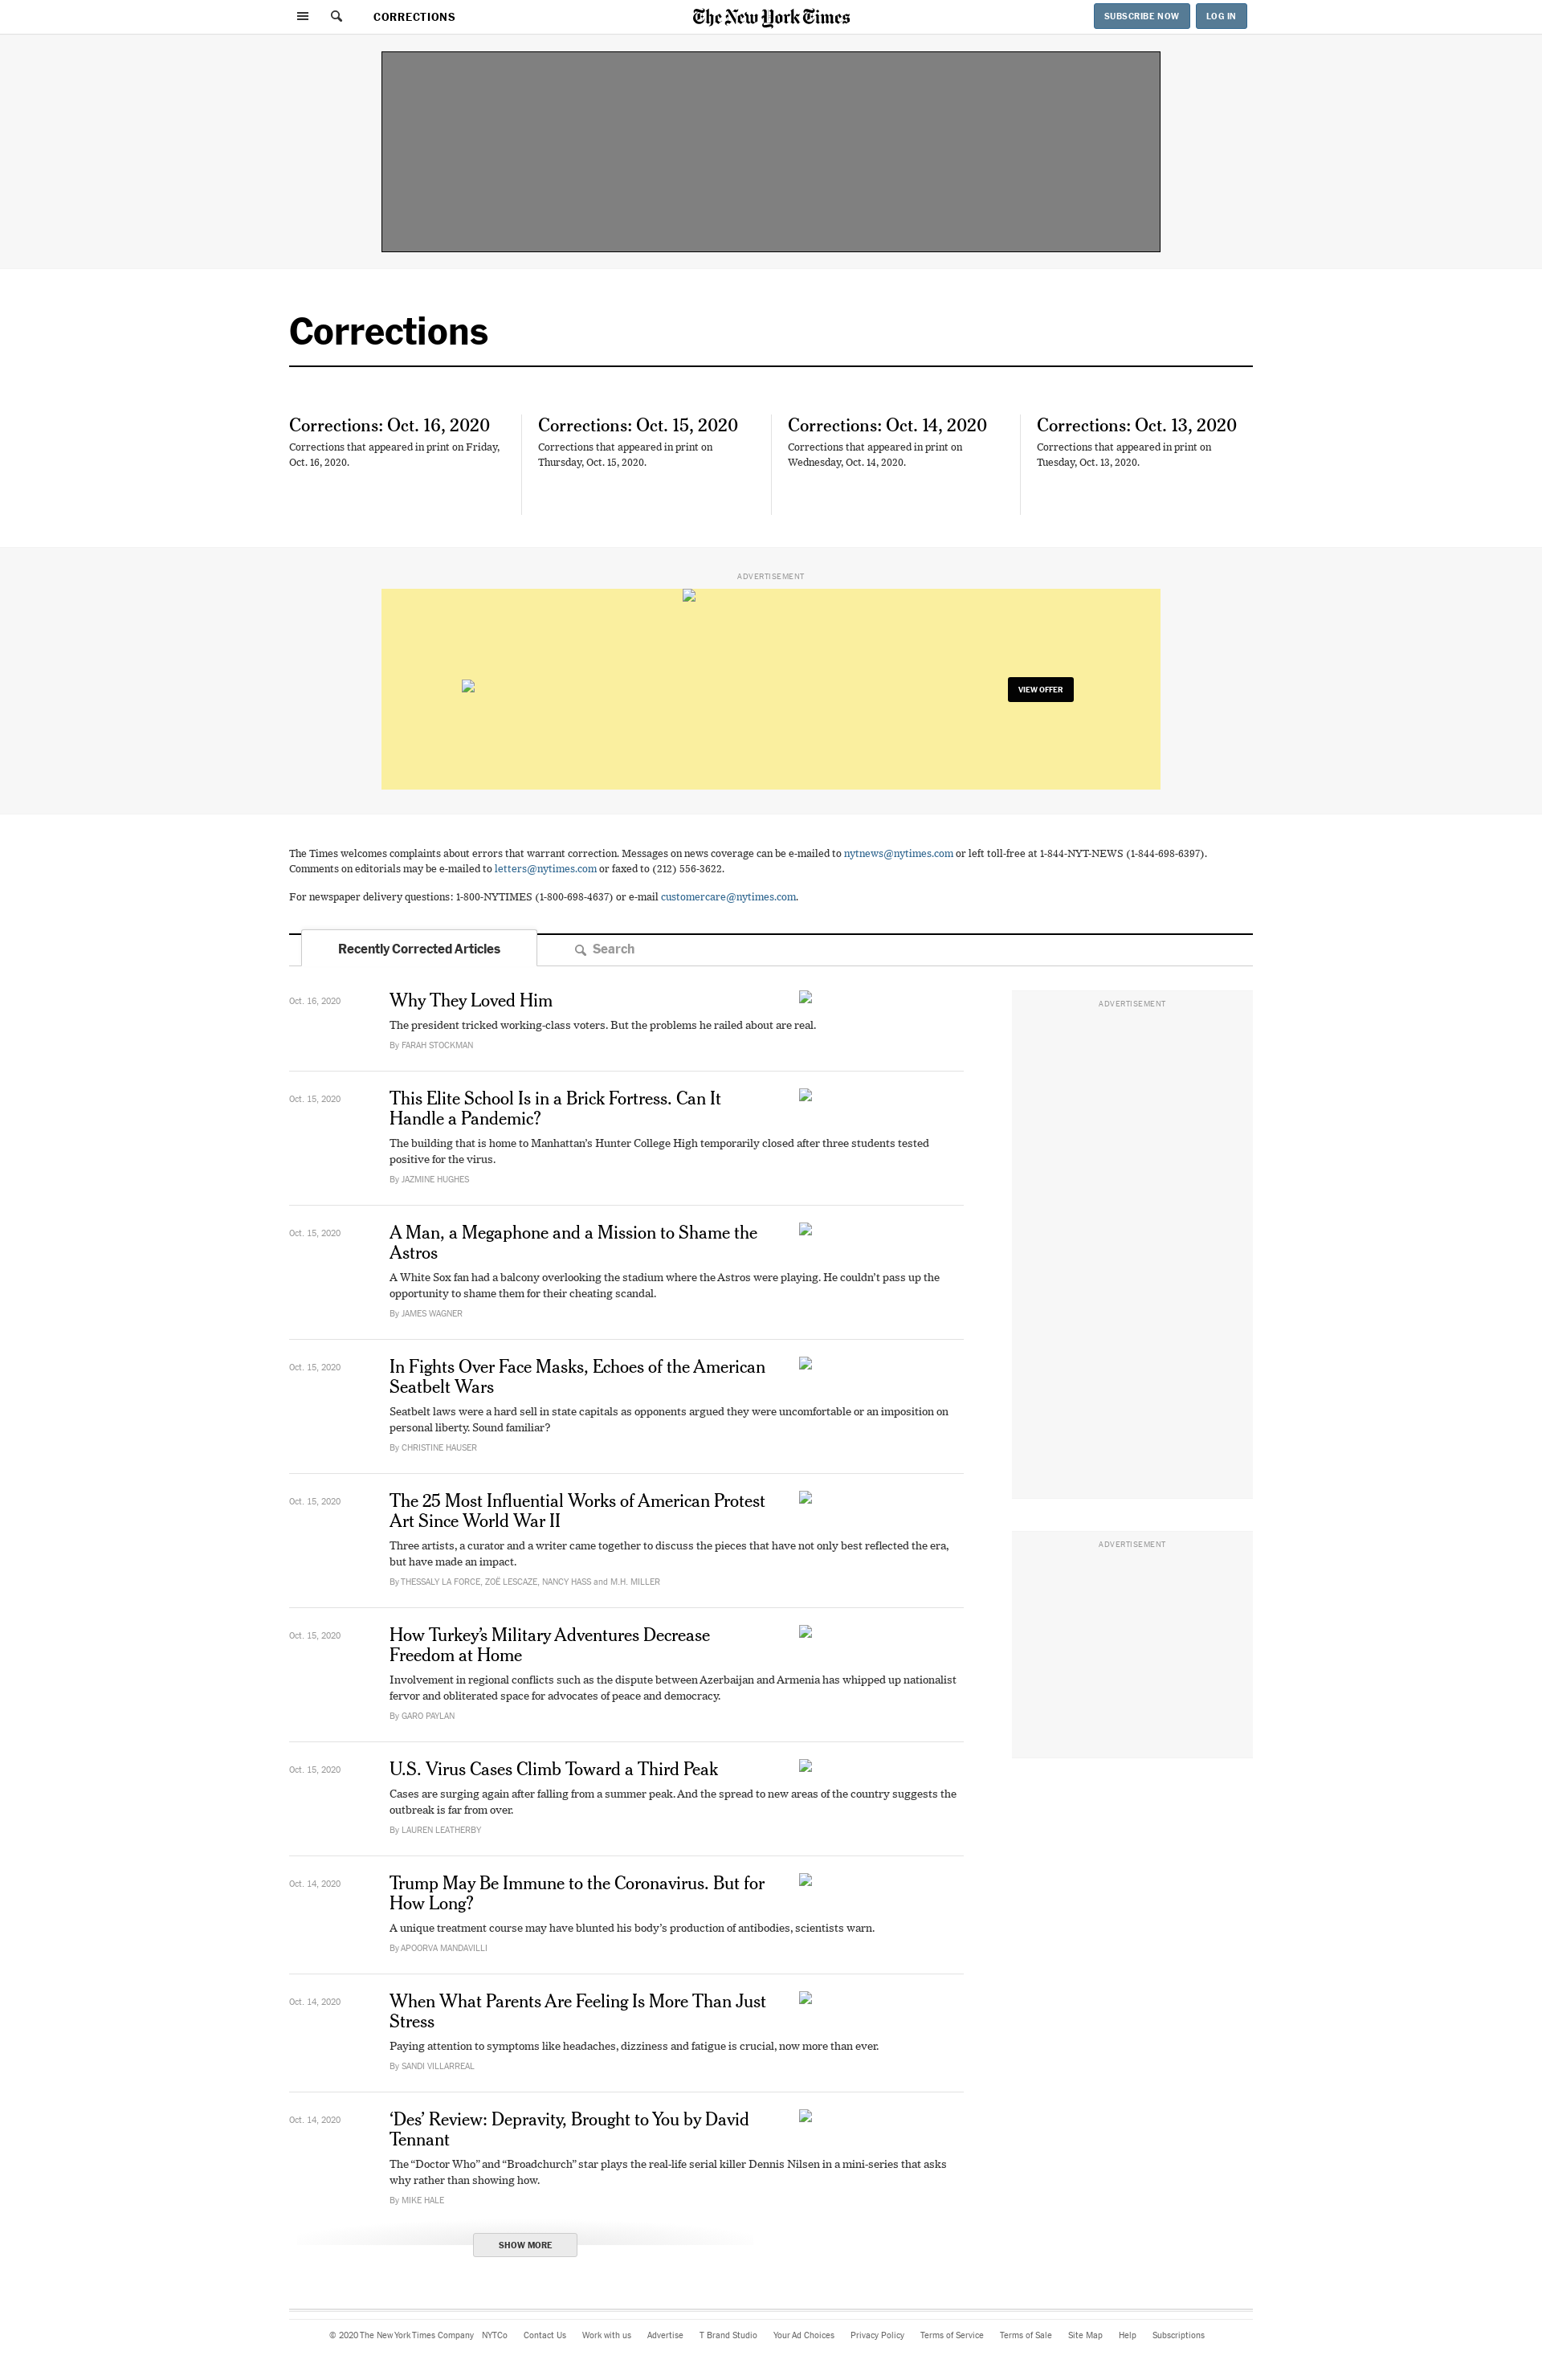 CORRECTIONS
The New York Times
SUBSCRIBE NOW
LOG IN
Corrections
Corrections: Oct. 16, 2020
Corrections that appeared in print on Friday,
Oct. 16, 2020.
Corrections: Oct. 15, 2020
Corrections that appeared in print on
Thursday, Oct. 15, 2020.
Corrections: Oct. 14, 2020
Corrections that appeared in print on
Wednesday, Oct. 14, 2020.
Corrections: Oct. 13, 2020
Corrections that appeared in print on
Tuesday, Oct. 13, 2020.
ADVERTISEMENT
VIEW OFFER
The Times welcomes complaints about errors that warrant correction. Messages on news coverage can be e-mailed to nytnews@nytimes.com or left toll-free at 1-844-NYT-NEWS (1-844-698-6397).
Comments on editorials may be e-mailed to letters@nytimes.com or faxed to (212) 556-3622.
For newspaper delivery questions: 1-800-NYTIMES (1-800-698-4637) or e-mail customercare@nytimes.com.
Recently Corrected Articles
Search
Oct. 16, 2020
Why They Loved Him
The president tricked working-class voters. But the problems he railed about are real.
By FARAH STOCKMAN
ADVERTISEMENT
Oct. 15, 2020
This Elite School Is in a Brick Fortress. Can It
Handle a Pandemic?
The building that is home to Manhattan’s Hunter College High temporarily closed after three students tested
positive for the virus.
By JAZMINE HUGHES
Oct. 15, 2020
A Man, a Megaphone and a Mission to Shame the
Astros
A White Sox fan had a balcony overlooking the stadium where the Astros were playing. He couldn’t pass up the
opportunity to shame them for their cheating scandal.
By JAMES WAGNER
Oct. 15, 2020
In Fights Over Face Masks, Echoes of the American
Seatbelt Wars
Seatbelt laws were a hard sell in state capitals as opponents argued they were uncomfortable or an imposition on
personal liberty. Sound familiar?
By CHRISTINE HAUSER
Oct. 15, 2020
The 25 Most Influential Works of American Protest
Art Since World War II
Three artists, a curator and a writer came together to discuss the pieces that have not only best reflected the era,
but have made an impact.
By THESSALY LA FORCE, ZOË LESCAZE, NANCY HASS and M.H. MILLER
ADVERTISEMENT
Oct. 15, 2020
How Turkey’s Military Adventures Decrease
Freedom at Home
Involvement in regional conflicts such as the dispute between Azerbaijan and Armenia has whipped up nationalist
fervor and obliterated space for advocates of peace and democracy.
By GARO PAYLAN
Oct. 15, 2020
U.S. Virus Cases Climb Toward a Third Peak
Cases are surging again after falling from a summer peak. And the spread to new areas of the country suggests the
outbreak is far from over.
By LAUREN LEATHERBY
Oct. 14, 2020
Trump May Be Immune to the Coronavirus. But for
How Long?
A unique treatment course may have blunted his body’s production of antibodies, scientists warn.
By APOORVA MANDAVILLI
Oct. 14, 2020
When What Parents Are Feeling Is More Than Just
Stress
Paying attention to symptoms like headaches, dizziness and fatigue is crucial, now more than ever.
By SANDI VILLARREAL
Oct. 14, 2020
‘Des’ Review: Depravity, Brought to You by David
Tennant
The “Doctor Who” and “Broadchurch” star plays the real-life serial killer Dennis Nilsen in a mini-series that asks
why rather than showing how.
By MIKE HALE
SHOW MORE
© 2020 The New York Times Company NYTCo Contact Us Work with us Advertise T Brand Studio Your Ad Choices Privacy Policy Terms of Service Terms of Sale Site Map Help Subscriptions